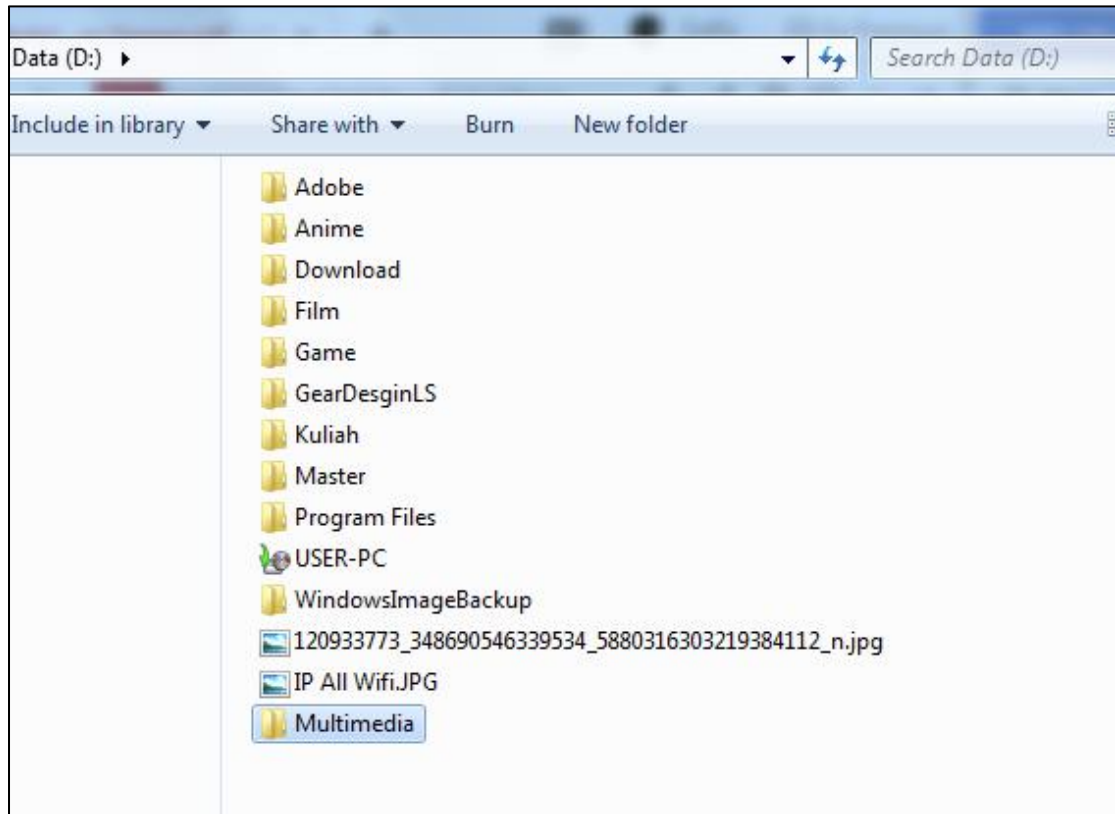 Data (D:)
Search Data (D:)
Include in library
Share with
Burn
New folder
Adobe
Anime
Download
Film
Game
GearDesginLS
Kuliah
Master
Program Files
USER-PC
WindowsImageBackup
120933773_348690546339534_5880316303219384112_n.jpg
IP All Wifi.JPG
Multimedia